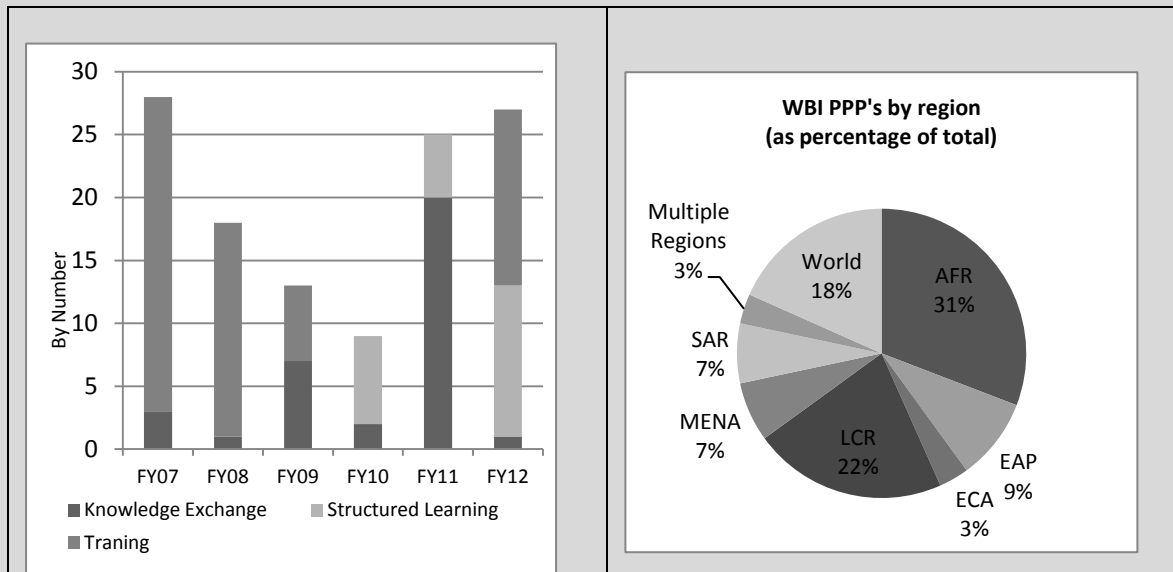 30
25
20
15
10
5
0
By Number
FY07 FY08 FY09 FY10 FY11 FY12
Knowledge Exchange Structured Learning
Traning
WBI PPP's by region
(as percentage of total)
Multiple
Regions
3%
World
18%
AFR
31%
SAR
7%
MENA
7%
LCR
22%
ECA
3%
EAP
9%